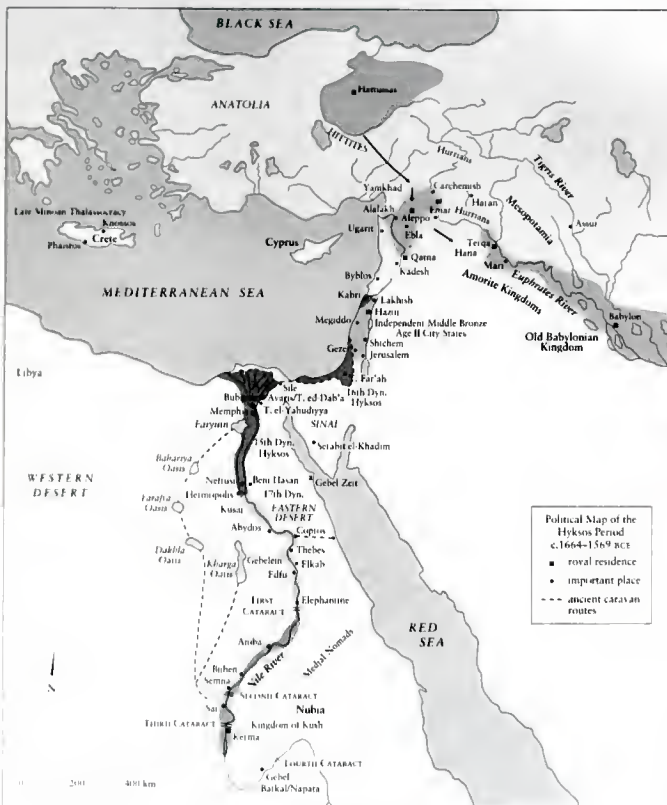 BLACK SEA
ANATOLIA
Hattusas
HITTITES
Hurrians
Tigris River
Yamkhad
Carchemish
Haran
Mesopotamia
Late Minoan Thalassocracy
Knossos
Crete
Phaistos
Alalakh
Aleppo
Emar
Hurrians
Assur
Ugarit
Ebla
Cyprus
Terqa
Hana
Qatna
Mari
Kadesh
Euphrates River
Byblos
Amorite Kingdoms
MEDITERRANEAN SEA
Kabri
Lakhish
Babylon
Hazor
Megiddo
Independent Middle Bronze
Age II City States
Old Babylonian
Kingdom
Gezer
Shichem
Jerusalem
Libya
T. Far'ah
Sile
16th Dyn.
Hyksos
Bub
Avaris/T. ed-Dab'a
Memphis
T. el-Yahudiyya
Faiyum
SINAI
15th Dyn.
Hyksos
Serabit el-Khadim
Bahariya
Oasis
WESTERN
DESERT
Nefrusi
Beni Hasan
Gebel Zeit
Farafra
Oasis
Hermopolis
17th Dyn.
Kusai
EASTERN
DESERT
Abydos
Coptos
Dakhla
Oasis
Kharga
Oasis
Gebelein
Thebes
Elkab
Edfu
FIRST
CATARACT
Elephantine
Political Map of the
Hyksos Period
c.1664–1569 BCE
royal residence
important place
ancient caravan
routes
RED
SEA
Aniba
Medjai Nomads
Nile River
Buhen
Semna
SECOND CATARACT
N
Sai
Nubia
THIRD CATARACT
Kingdom of Kush
Kerma
FOURTH CATARACT
0 200 400 km
Gebel
Barkal/Napata